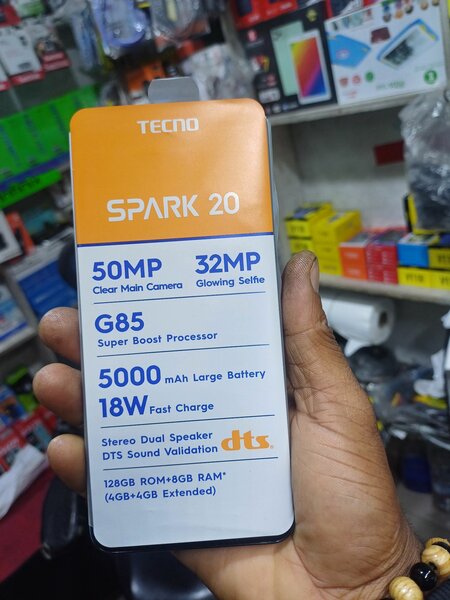 TECNO
SPARK 20
50MP 32MP
Clear Main Camera Glowing Selfie
G85
Super Boost Processor
5000 mAh Large Battery
18W Fast Charge
Stereo Dual Speaker dts
DTS Sound Validation
128GB ROM+8GB RAM*
(4GB+4GB Extended)